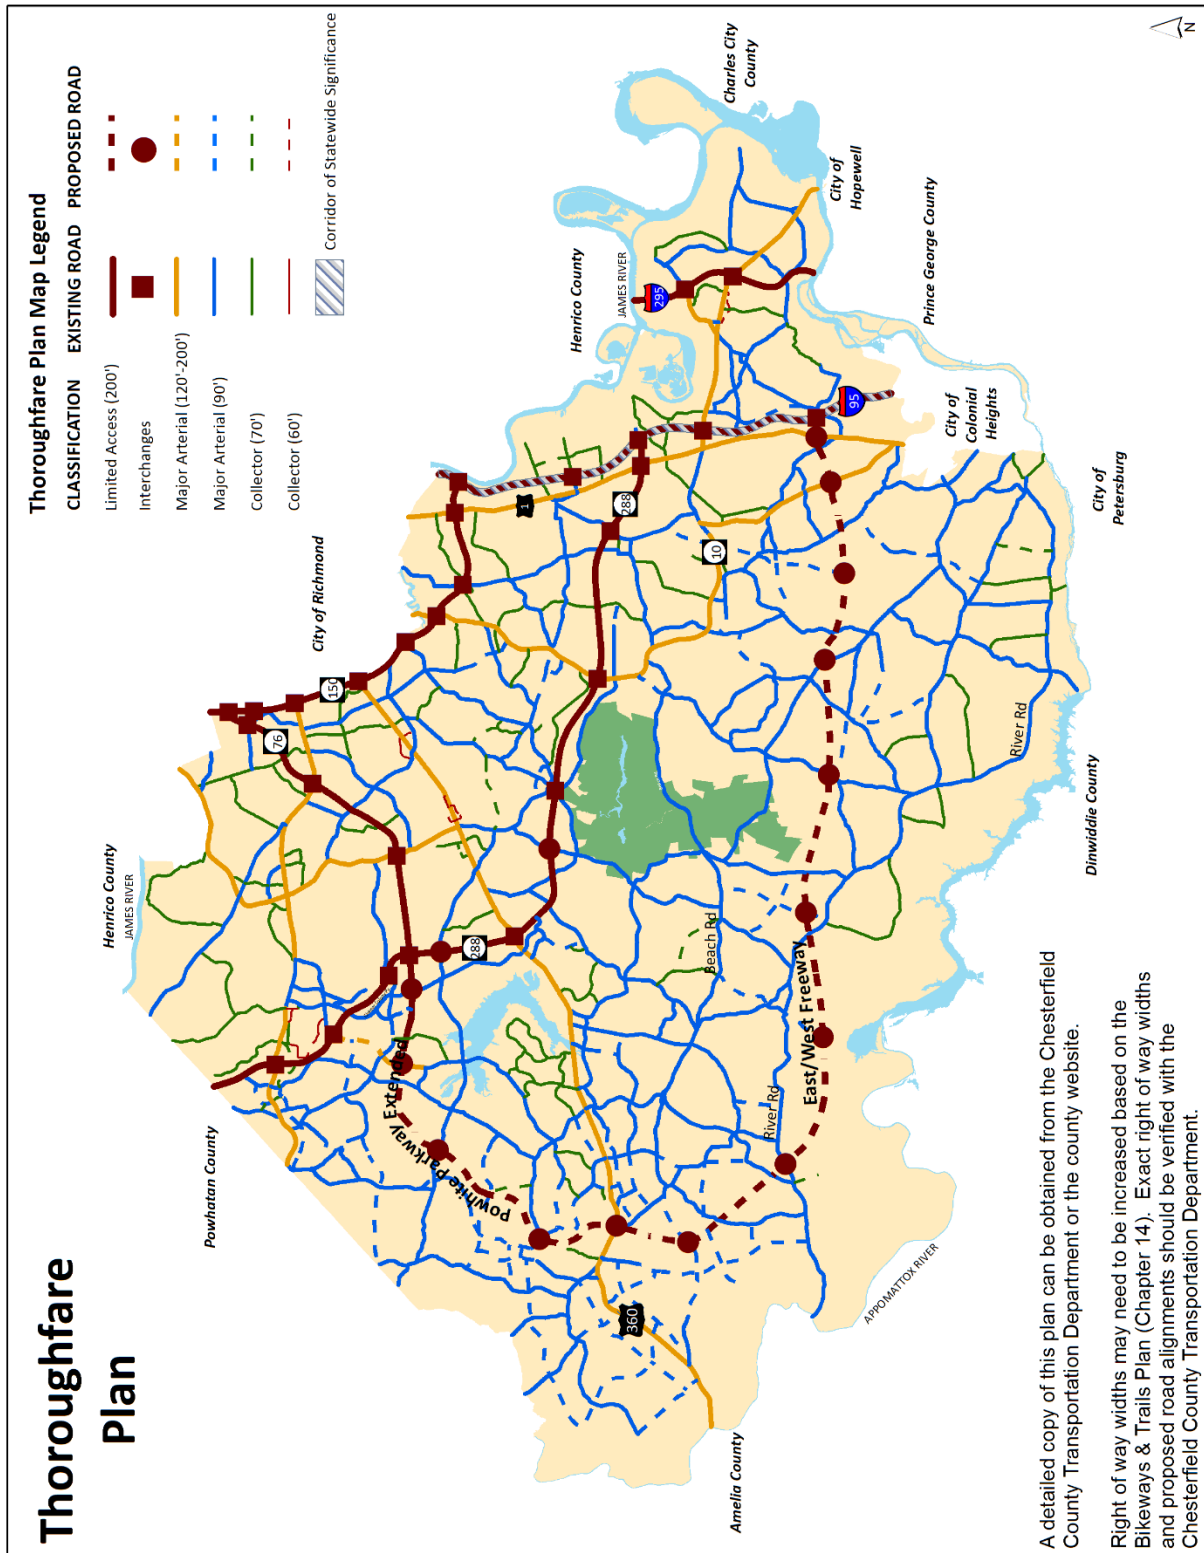 Thoroughfare
Plan
Thoroughfare Plan Map Legend
CLASSIFICATION EXISTING ROAD PROPOSED ROAD
Limited Access (200')
Interchanges
Major Arterial (120'-200')
Major Arterial (90')
Collector (70')
Collector (60')
Corridor of Statewide Significance
Henrico County
JAMES RIVER
Powhatan County
City of Richmond
Henrico County
JAMES RIVER
Charles City
County
City of
Hopewell
Prince George County
City of
Colonial
Heights
City of
Petersburg
Dinwiddie County
Amelia County
APPOMATTOX RIVER
76
150
288
288
1
10
95
295
360
Powhite Parkway Extended
East/West Freeway
Beach Rd
River Rd
River Rd
A detailed copy of this plan can be obtained from the Chesterfield
County Transportation Department or the county website.
Right of way widths may need to be increased based on the
Bikeways & Trails Plan (Chapter 14). Exact right of way widths
and proposed road alignments should be verified with the
Chesterfield County Transportation Department.
N